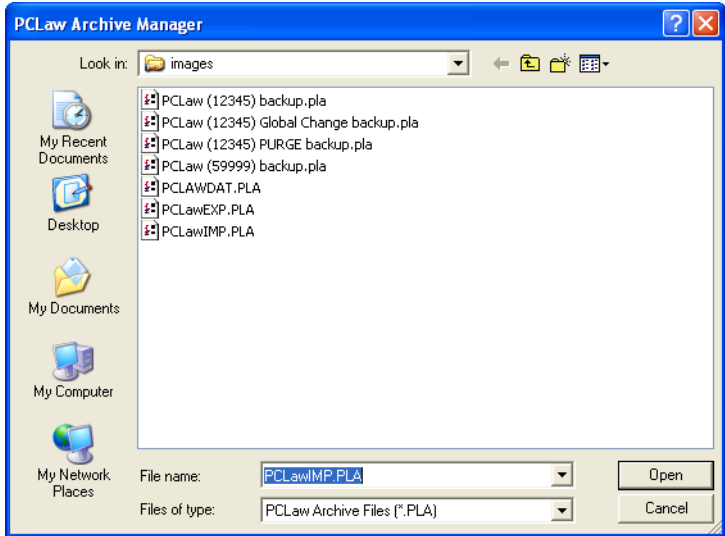 PCLaw Archive Manager
Look in: images
PCLaw (12345) backup.pla
PCLaw (12345) Global Change backup.pla
PCLaw (12345) PURGE backup.pla
PCLaw (59999) backup.pla
PCLAWDAT.PLA
PCLawEXP.PLA
PCLawIMP.PLA
My Recent
Documents
Desktop
My Documents
My Computer
My Network
Places
File name: PCLawIMP.PLA Open
Files of type: PCLaw Archive Files (*.PLA) Cancel